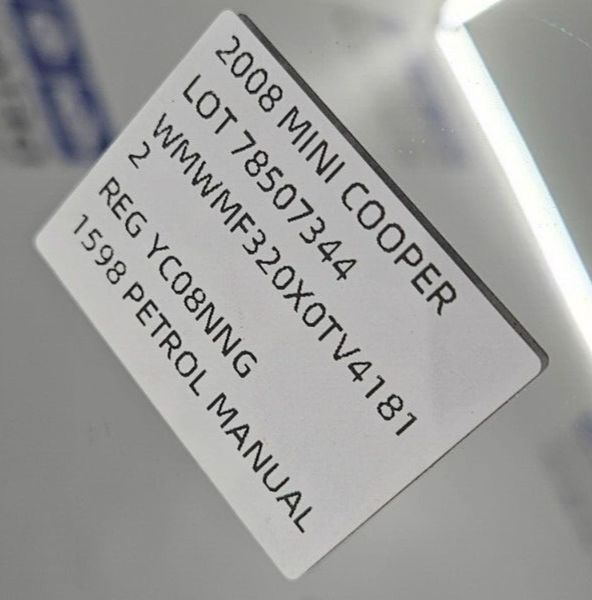 2008 MINI COOPER
LOT 78507344
WMWMF320X0TV4181
2
REG YC08NNG
1598 PETROL MANUAL